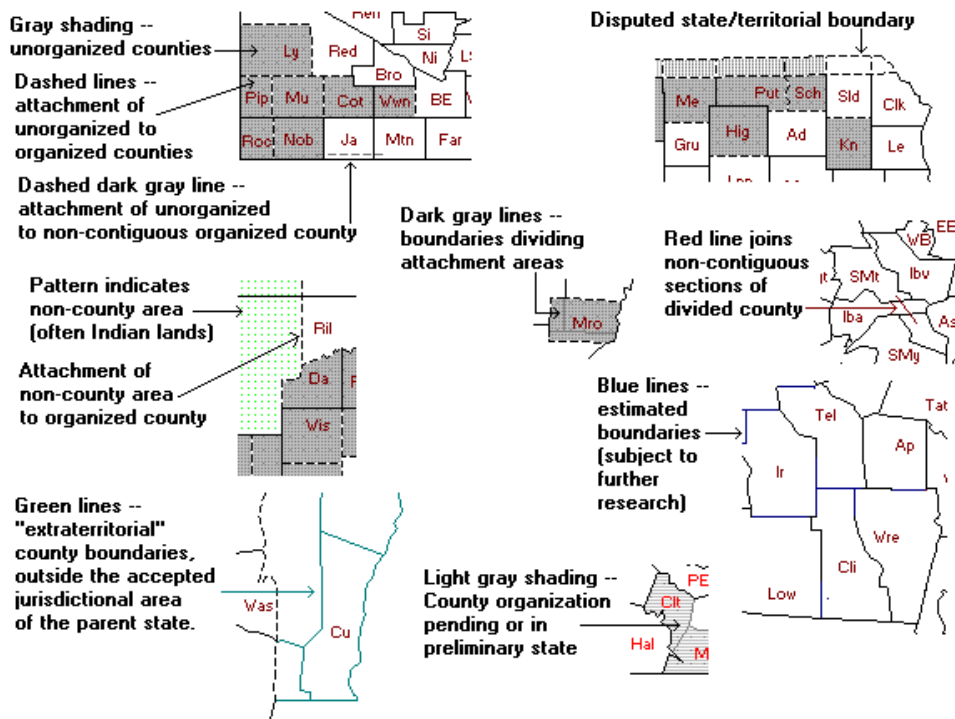 Gray shading --
unorganized counties
Dashed lines --
attachment of
unorganized to
organized counties
Dashed dark gray line --
attachment of unorganized
to non-contiguous organized county
Ly Red Si
Ni
Bro
Pip Mu Cot Wwn BE
Roc Nob Ja Mtn Far
Disputed state/territorial boundary
Me Put Sch Sld Clk
Gru Hig Ad Kn Le
Dark gray lines --
boundaries dividing
attachment areas
Mro
Red line joins
non-contiguous
sections of
divided county
WB EE
SMt Ibv
Iba As
SMy
Pattern indicates
non-county area
(often Indian lands)
Attachment of
non-county area
to organized county
Ril
Da
Wis
Blue lines --
estimated
boundaries
(subject to
further
research)
Tel Tat
Ir Ap
Wre
Cli
Low
Green lines --
"extraterritorial"
county boundaries,
outside the accepted
jurisdictional area
of the parent state.
Was
Cu
Light gray shading --
County organization
pending or in
preliminary state
PE
Clt
Hal M